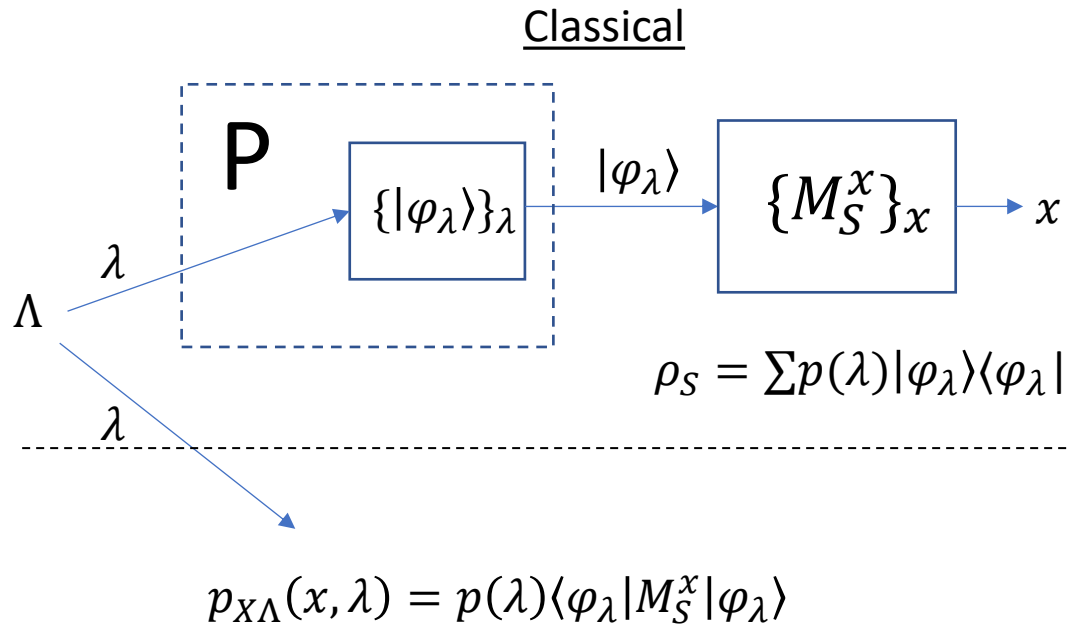 Classical
P
{|φ_λ⟩}_λ
|φ_λ⟩
{M_S^x}_x
x
λ
Λ
ρ_S = ∑p(λ)|φ_λ⟩⟨φ_λ|
λ
p_{XΛ}(x, λ) = p(λ)⟨φ_λ|M_S^x|φ_λ⟩